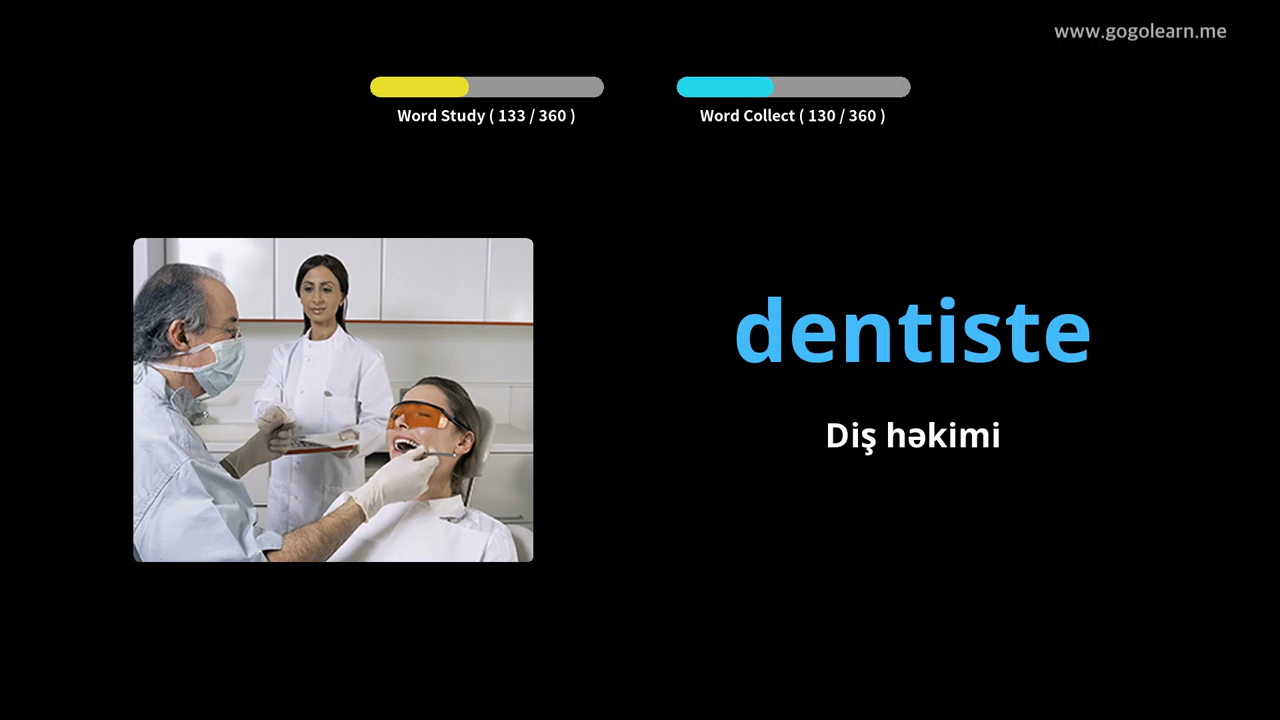 www.gogolearn.me
Word Study ( 133 / 360 )
Word Collect ( 130 / 360 )
dentiste
Diş həkimi